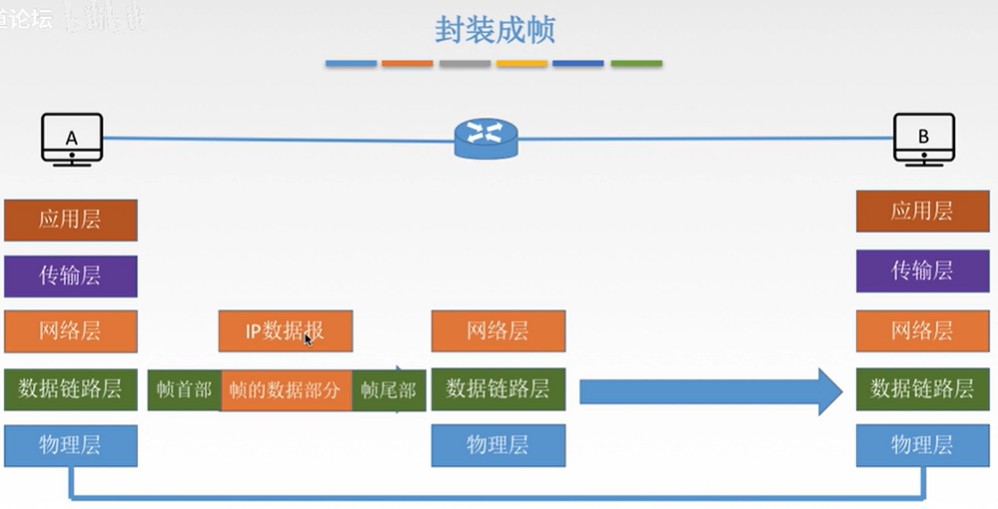 道论坛
bilibili
封装成帧
A
B
应用层
应用层
传输层
传输层
网络层
IP数据报
网络层
网络层
数据链路层
帧首部
帧的数据部分
帧尾部
数据链路层
数据链路层
物理层
物理层
物理层